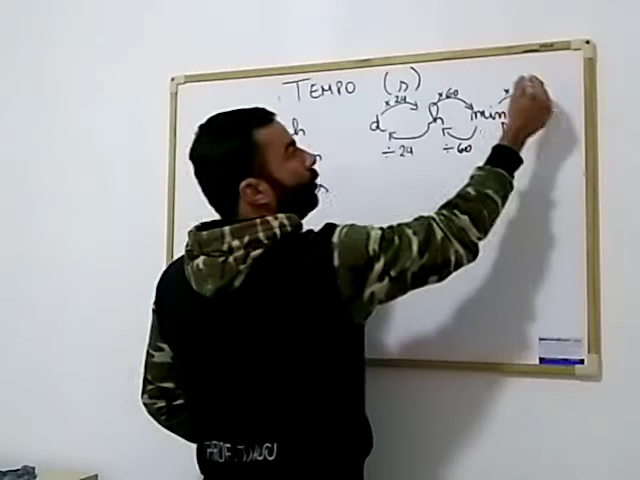 TEMPO (s)
×24 ×60 ×
h d h min
÷24 ÷60
PROF.